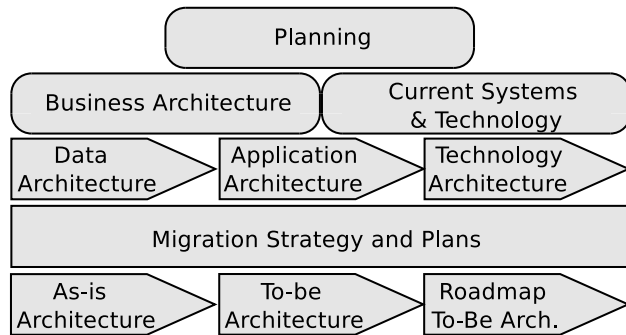 Planning
Business Architecture
Current Systems
& Technology
Data
Architecture
Application
Architecture
Technology
Architecture
Migration Strategy and Plans
As-is
Architecture
To-be
Architecture
Roadmap
To-Be Arch.